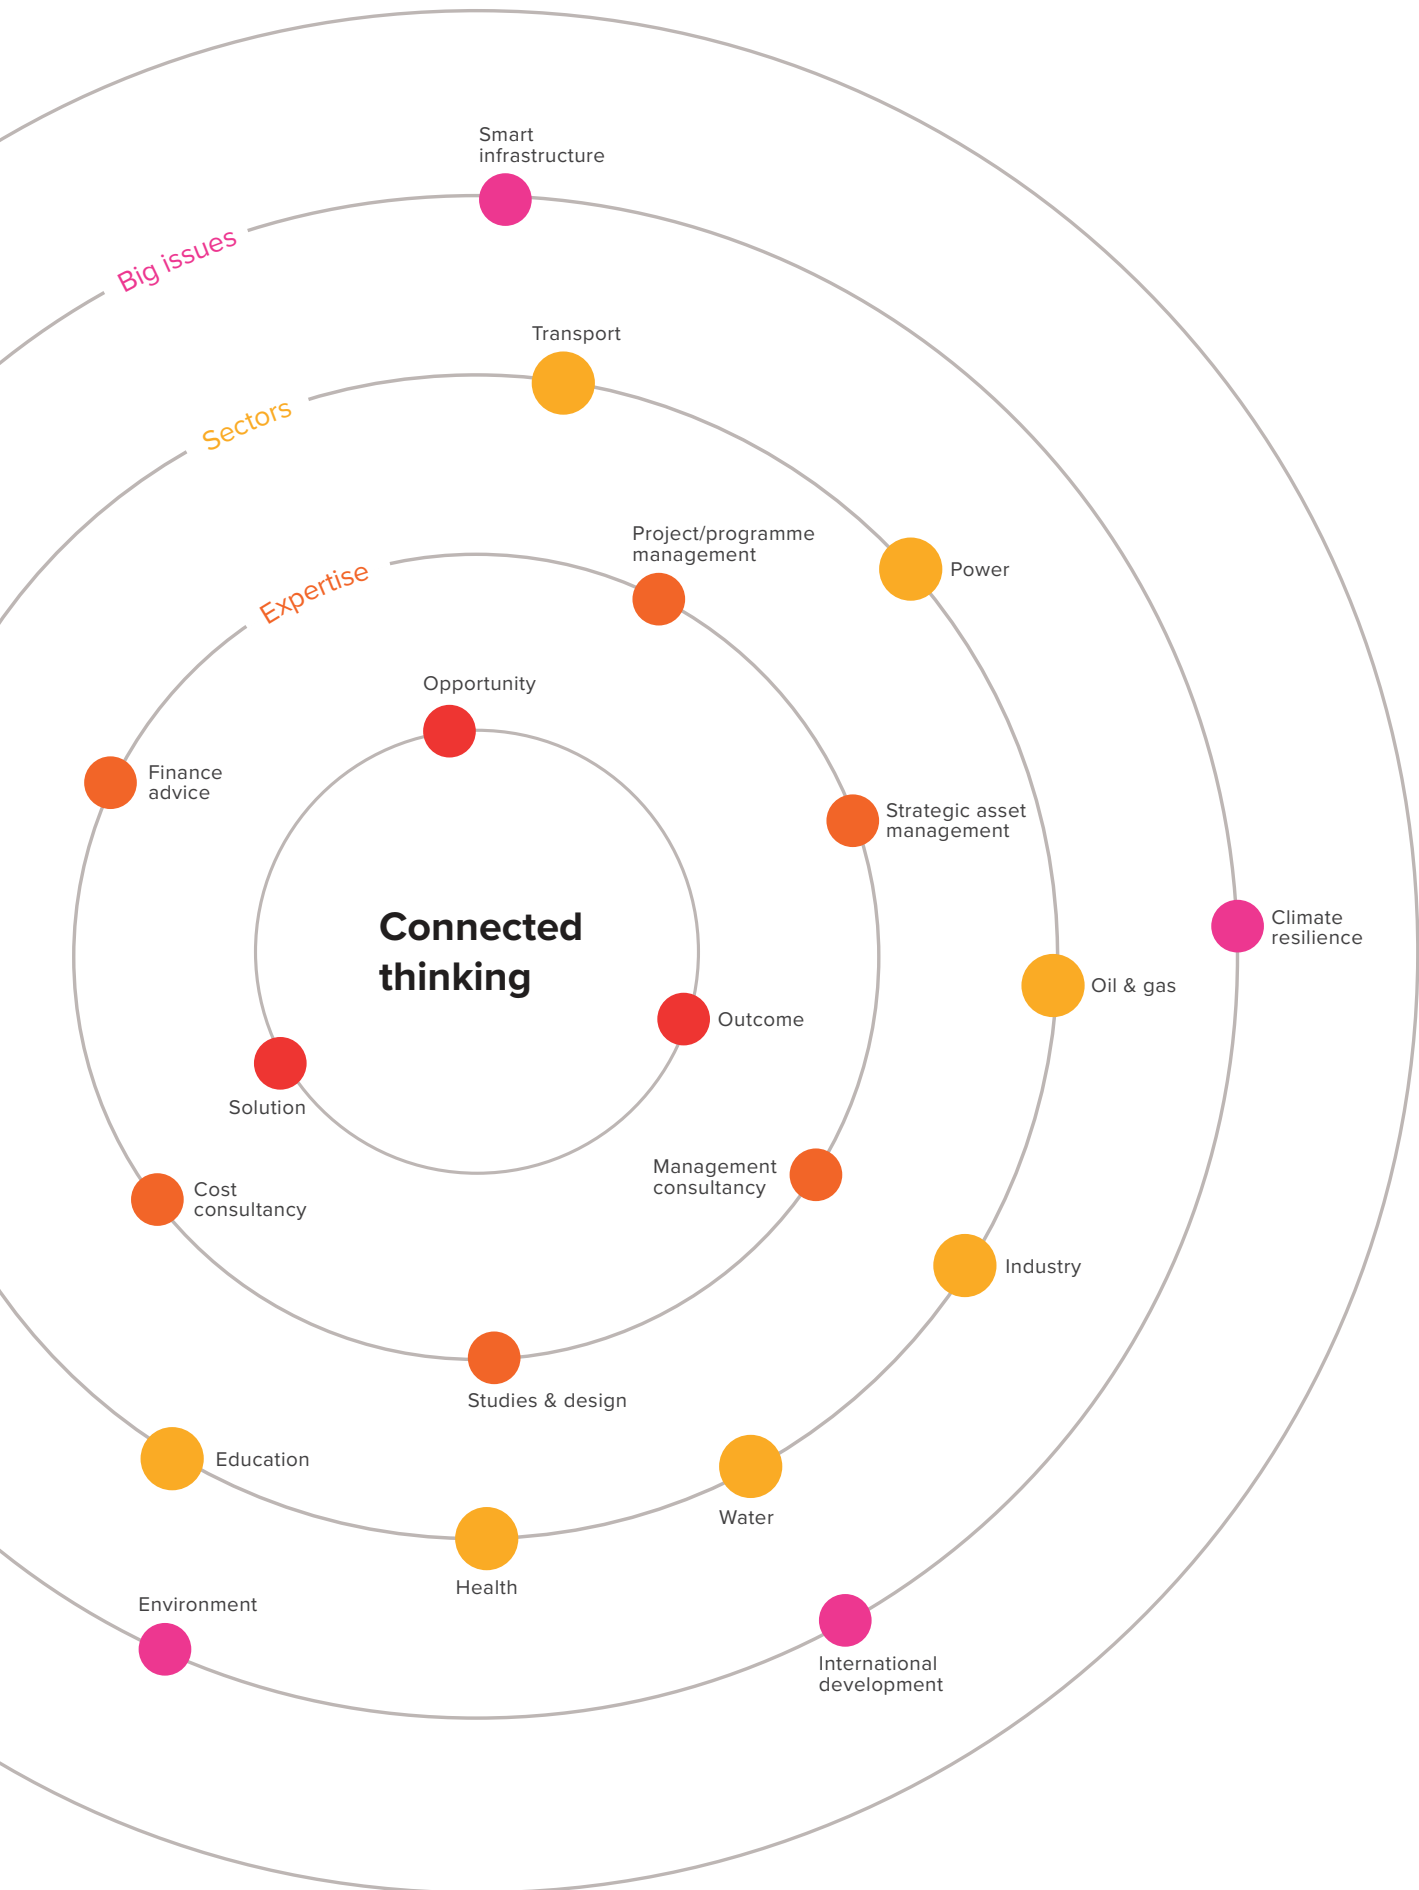 Smart
infrastructure
Big issues
Transport
Sectors
Project/programme
management
Power
Expertise
Opportunity
Finance
advice
Strategic asset
management
Connected
thinking
Climate
resilience
Oil & gas
Outcome
Solution
Management
consultancy
Cost
consultancy
Industry
Studies & design
Education
Water
Health
Environment
International
development